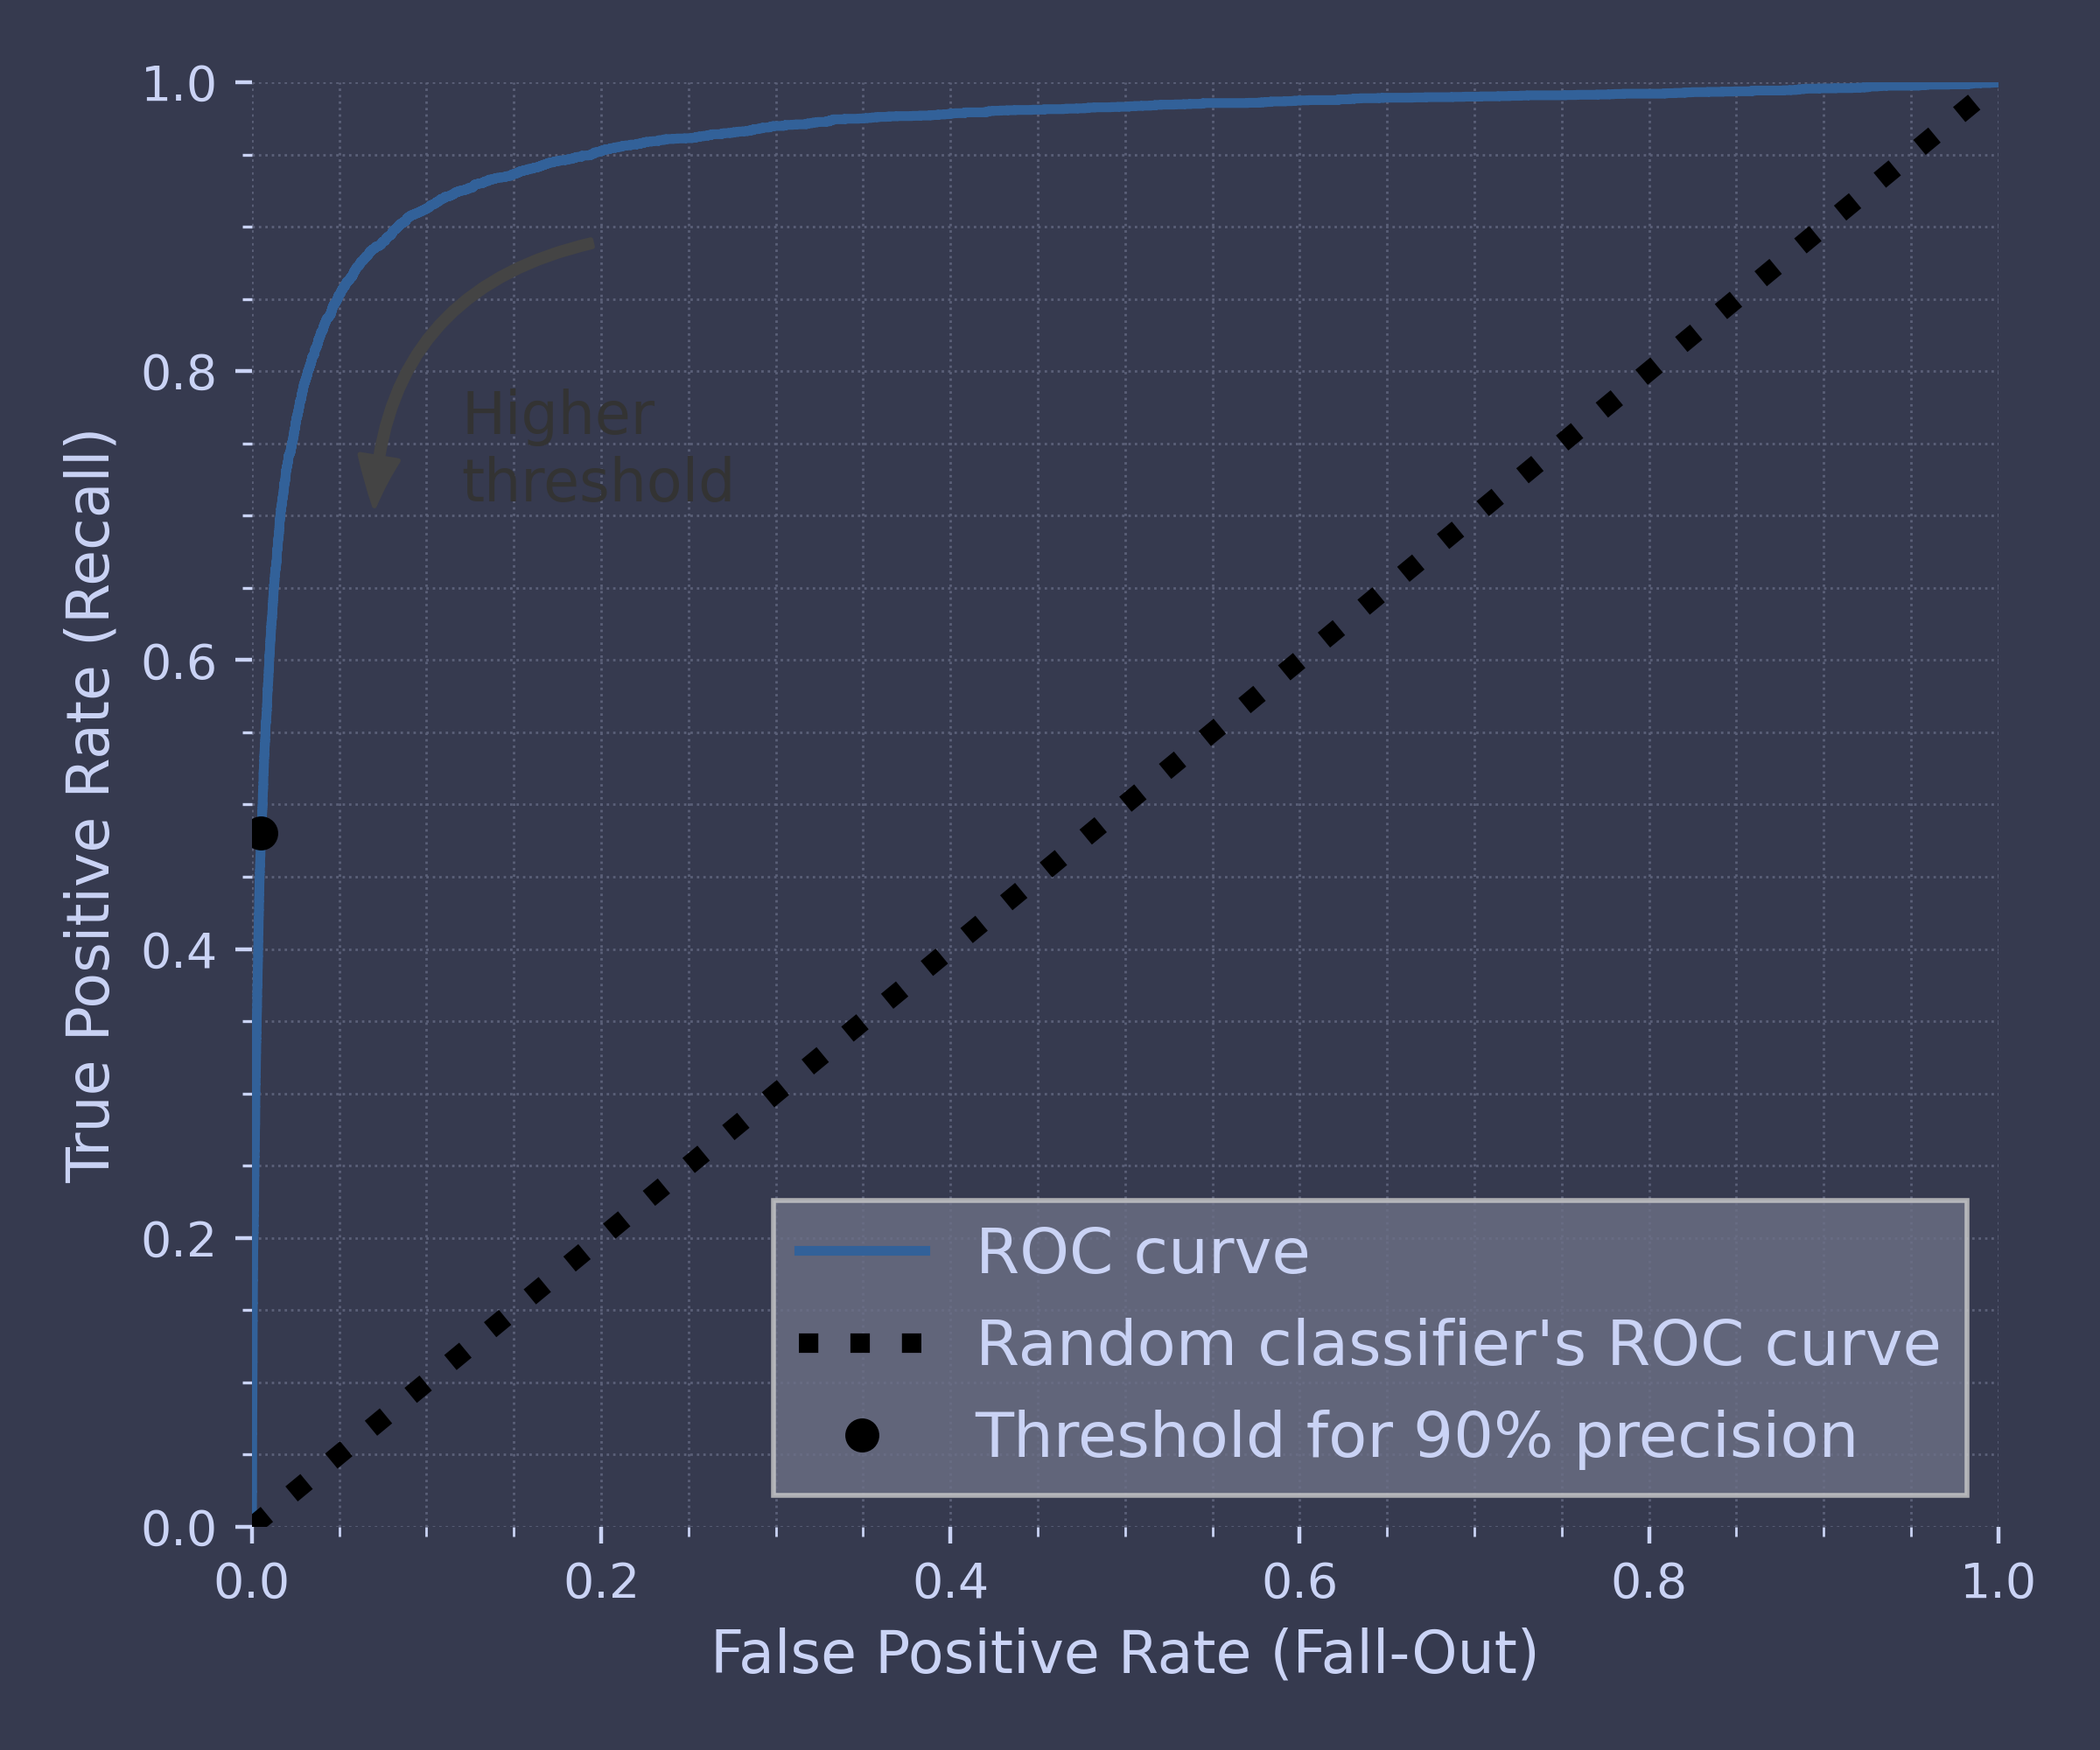 1.0
0.8
0.6
0.4
0.2
0.0
True Positive Rate (Recall)
Higher
threshold
ROC curve
Random classifier's ROC curve
Threshold for 90% precision
0.0 0.2 0.4 0.6 0.8 1.0
False Positive Rate (Fall-Out)